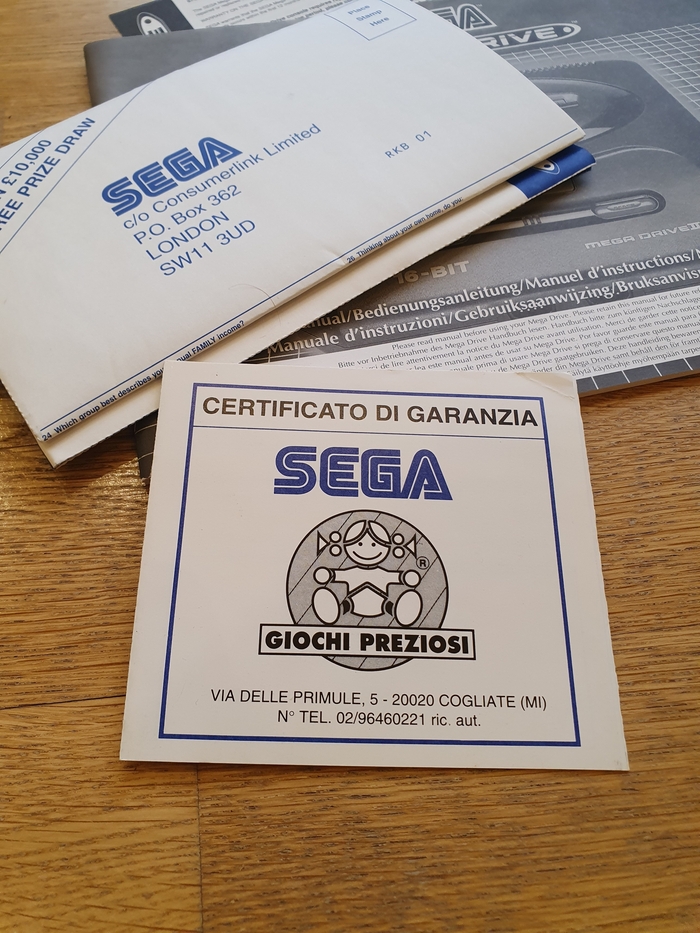 Place
Stamp
Here
£10,000
FREE PRIZE DRAW
SEGA
c/o Consumerlink Limited
P.O. Box 362
LONDON
SW11 3UD
RKB 01
26 Thinking about your own home, do you:
24 Which group best describes your annual FAMILY income?
SEGA
DRIVE
MEGA DRIVE II
16-BIT
Manual/Bedienungsanleitung/Manuel d'instructions/
Manuale d'instruzioni/Gebruiksaanwijzing/Bruksanvis
Please read manual before using your Mega Drive. Please retain this manual for future
Bitte vor Inbetriebnahme des Mega Drive Handbuch lesen. Handbuch bitte zum künftigen Nachschlagen
CERTIFICATO DI GARANZIA
SEGA
®
GIOCHI PREZIOSI
VIA DELLE PRIMULE, 5 - 20020 COGLIATE (MI)
N° TEL. 02/96460221 ric. aut.